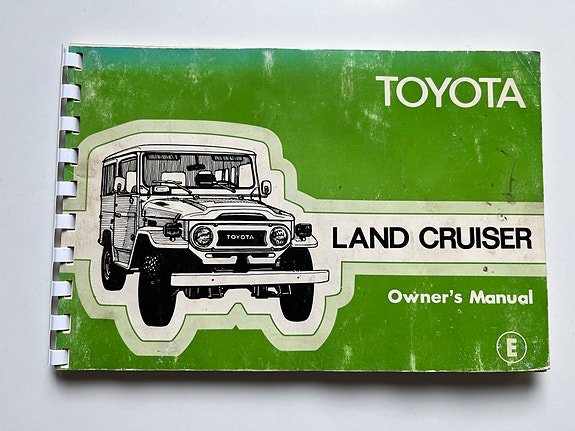 TOYOTA
TOYOTA
LAND CRUISER
Owner's Manual
E